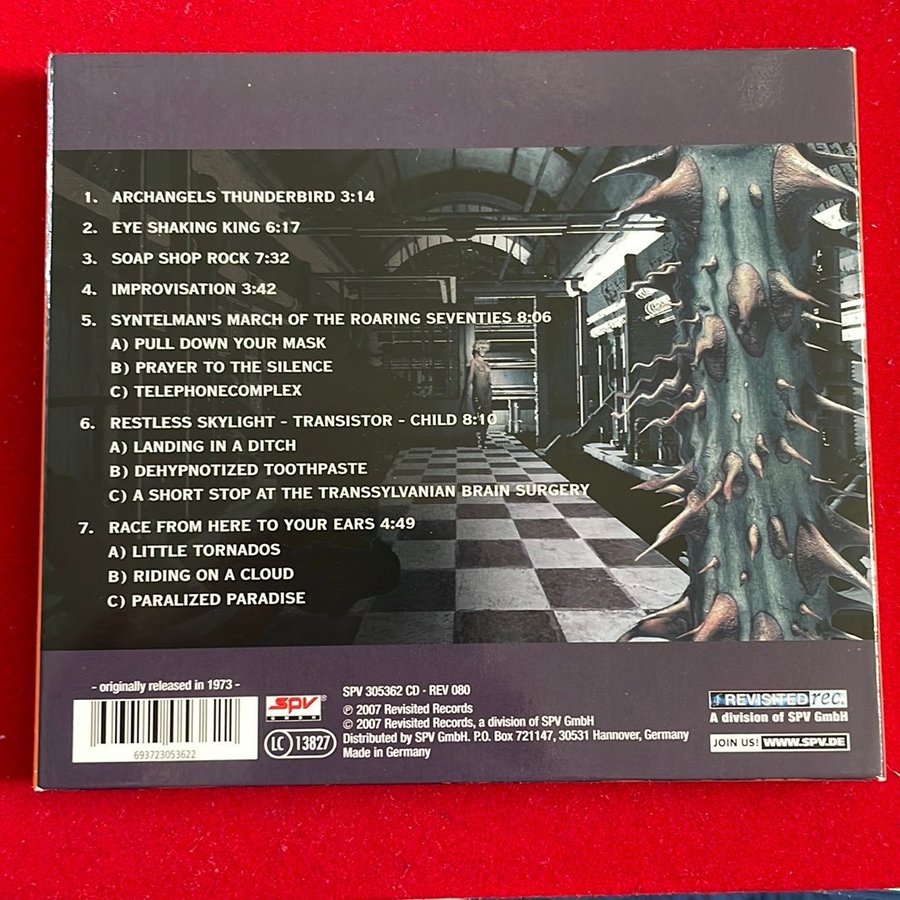 1. ARCHANGELS THUNDERBIRD 3:14
2. EYE SHAKING KING 6:17
3. SOAP SHOP ROCK 7:32
4. IMPROVISATION 3:42
5. SYNTELMAN'S MARCH OF THE ROARING SEVENTIES 8:06
A) PULL DOWN YOUR MASK
B) PRAYER TO THE SILENCE
C) TELEPHONECOMPLEX
6. RESTLESS SKYLIGHT - TRANSISTOR - CHILD 8:10
A) LANDING IN A DITCH
B) DEHYPNOTIZED TOOTHPASTE
C) A SHORT STOP AT THE TRANSSYLVANIAN BRAIN SURGERY
7. RACE FROM HERE TO YOUR EARS 4:49
A) LITTLE TORNADOS
B) RIDING ON A CLOUD
C) PARALIZED PARADISE
- originally released in 1973 -
693723053622
SPV®
GMBH
LC 13827
SPV 305362 CD · REV 080
℗ 2007 Revisited Records
© 2007 Revisited Records, a division of SPV GmbH
Distributed by SPV GmbH. P.O. Box 721147, 30531 Hannover, Germany
Made in Germany
REVISITED rec.
A division of SPV GmbH
JOIN US! WWW.SPV.DE